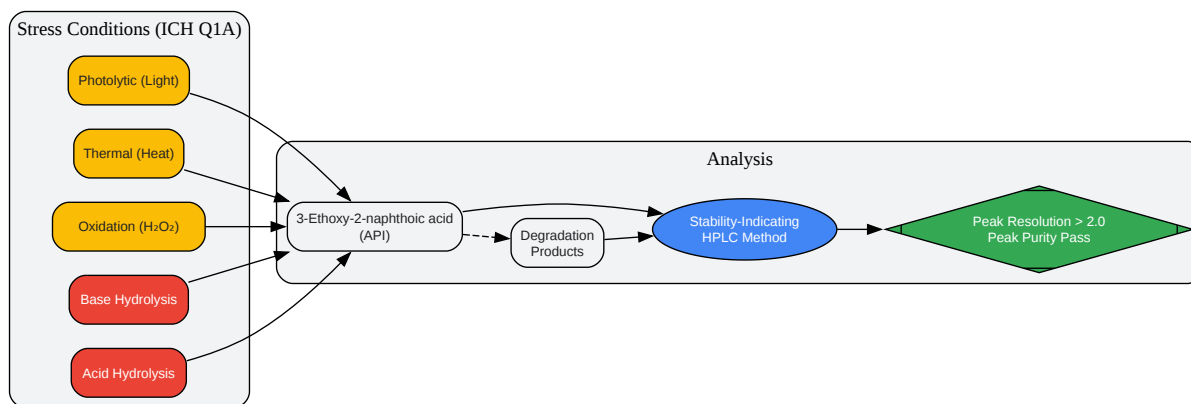 Stress Conditions (ICH Q1A)
Photolytic (Light)
Thermal (Heat)
Oxidation (H₂O₂)
Base Hydrolysis
Acid Hydrolysis
Analysis
3-Ethoxy-2-naphthoic acid
(API)
Degradation
Products
Stability-Indicating
HPLC Method
Peak Resolution > 2.0
Peak Purity Pass